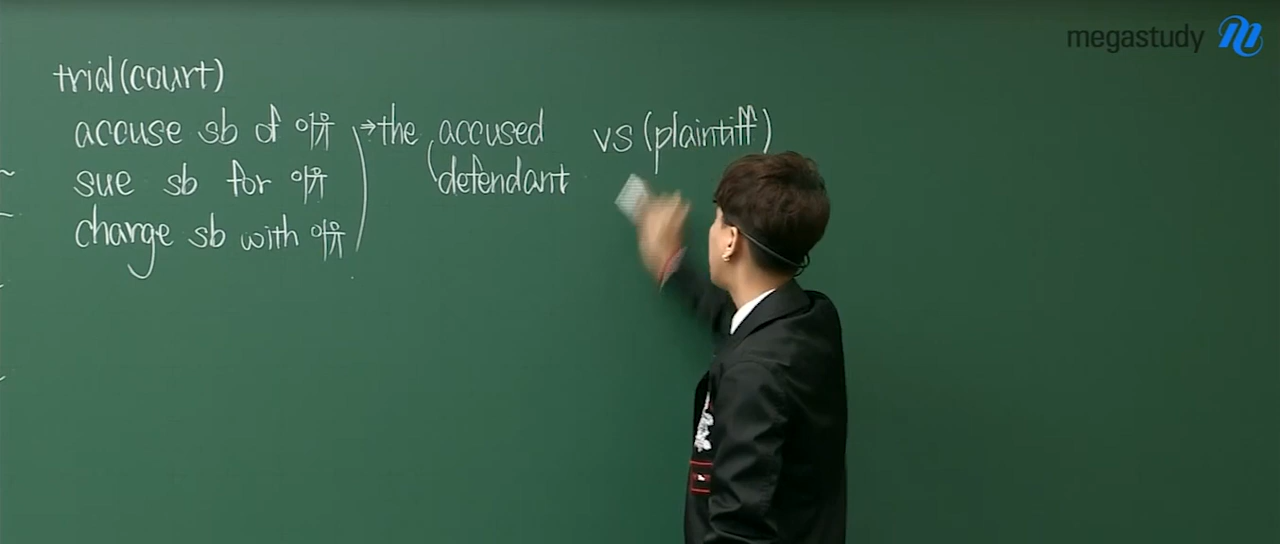 megastudy
trial(court)
accuse sb of 이유 → the accused vs (plaintiff)
sue sb for 이유 defendant
charge sb with 이유